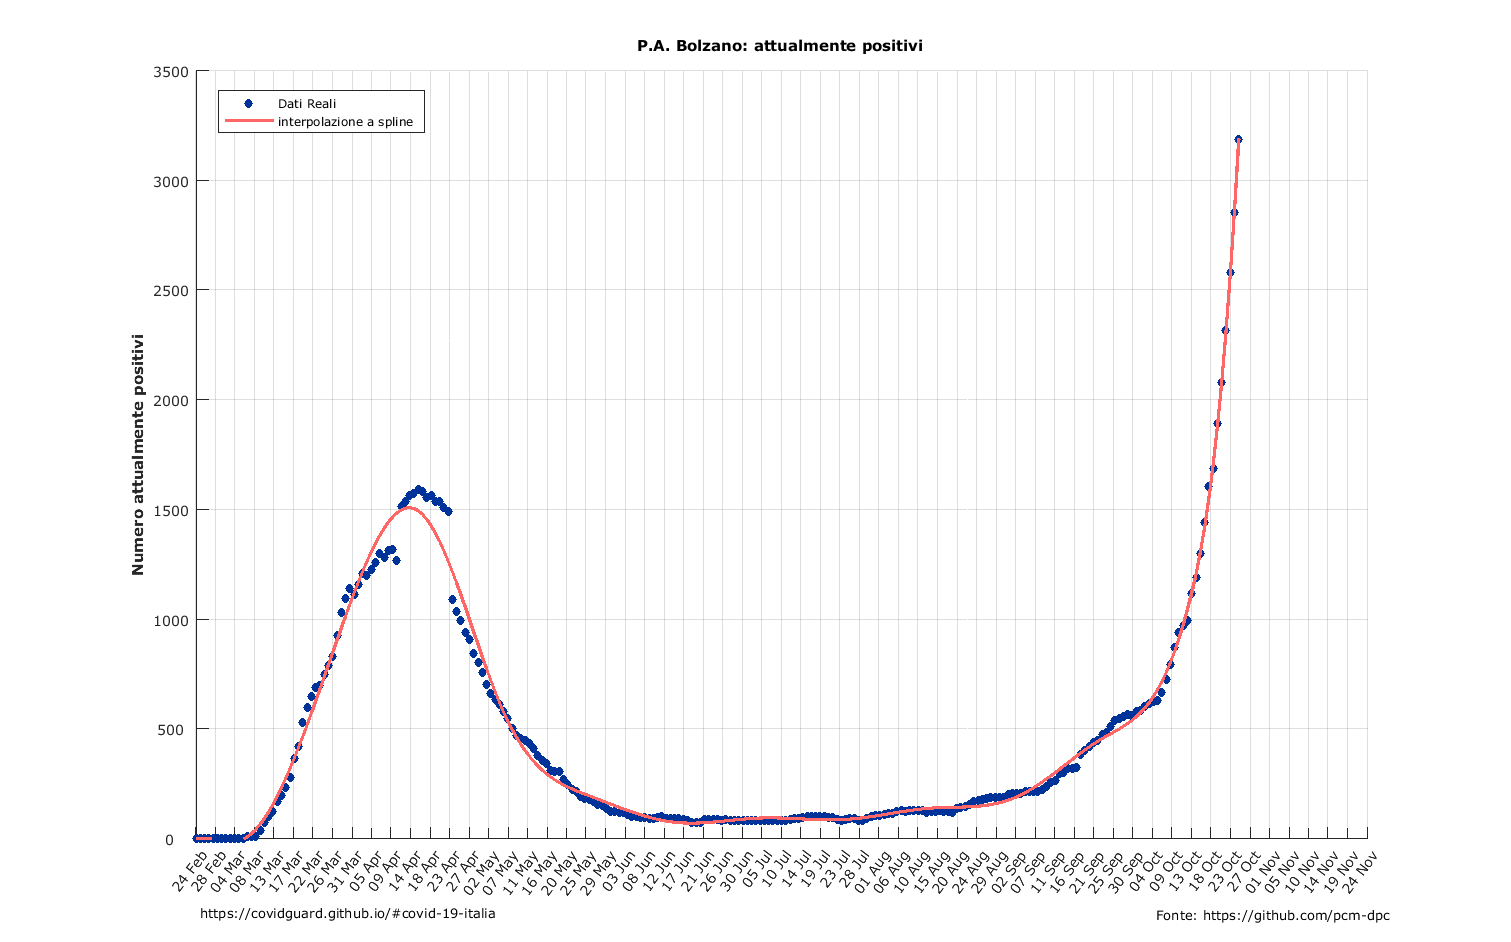 P.A. Bolzano: attualmente positivi
3500
3000
2500
2000
1500
1000
500
0
Numero attualmente positivi
Dati Reali
interpolazione a spline
24 Feb
28 Feb
04 Mar
08 Mar
13 Mar
17 Mar
22 Mar
26 Mar
31 Mar
05 Apr
09 Apr
14 Apr
18 Apr
23 Apr
27 Apr
02 May
07 May
11 May
16 May
20 May
25 May
29 May
03 Jun
08 Jun
12 Jun
17 Jun
21 Jun
26 Jun
30 Jun
05 Jul
10 Jul
14 Jul
19 Jul
23 Jul
28 Jul
01 Aug
06 Aug
10 Aug
15 Aug
20 Aug
24 Aug
29 Aug
02 Sep
07 Sep
11 Sep
16 Sep
21 Sep
25 Sep
30 Sep
04 Oct
09 Oct
13 Oct
18 Oct
23 Oct
27 Oct
01 Nov
05 Nov
10 Nov
14 Nov
19 Nov
24 Nov
https://covidguard.github.io/#covid-19-italia
Fonte: https://github.com/pcm-dpc